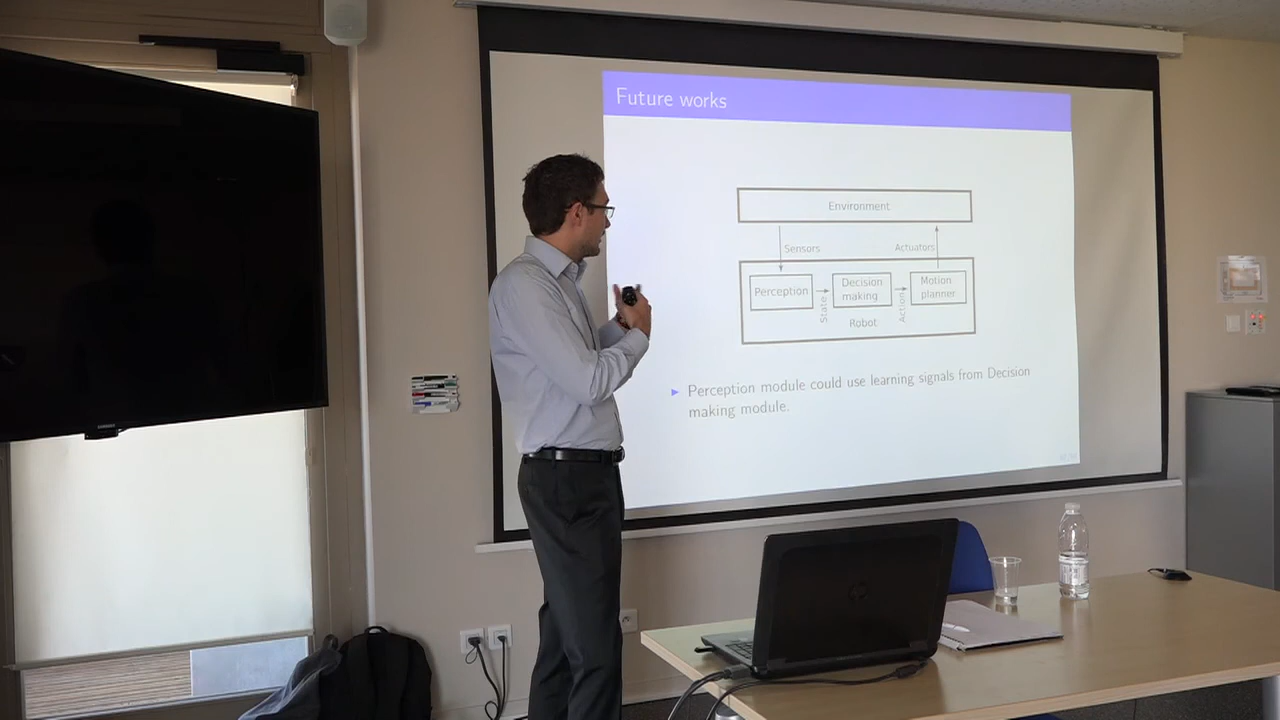 Future works
Environment
Sensors
Actuators
Perception
State
Decision
making
Action
Motion
planner
Robot
Perception module could use learning signals from Decision
making module.